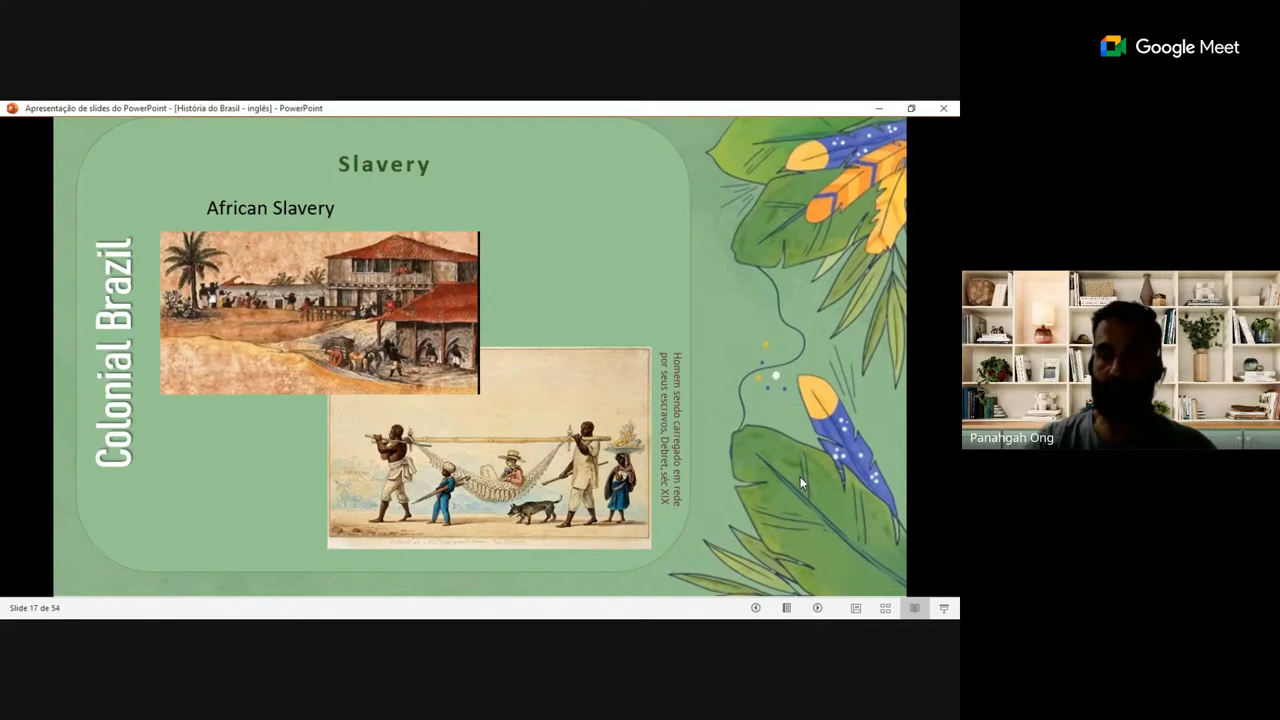 Google Meet
Apresentação de slides do PowerPoint - [História do Brasil - inglês] - PowerPoint
Slavery
African Slavery
Colonial Brazil
Homem sendo carregado em rede
por seus escravos, Debret, séc XIX
Panahgah Ong
Slide 17 de 54